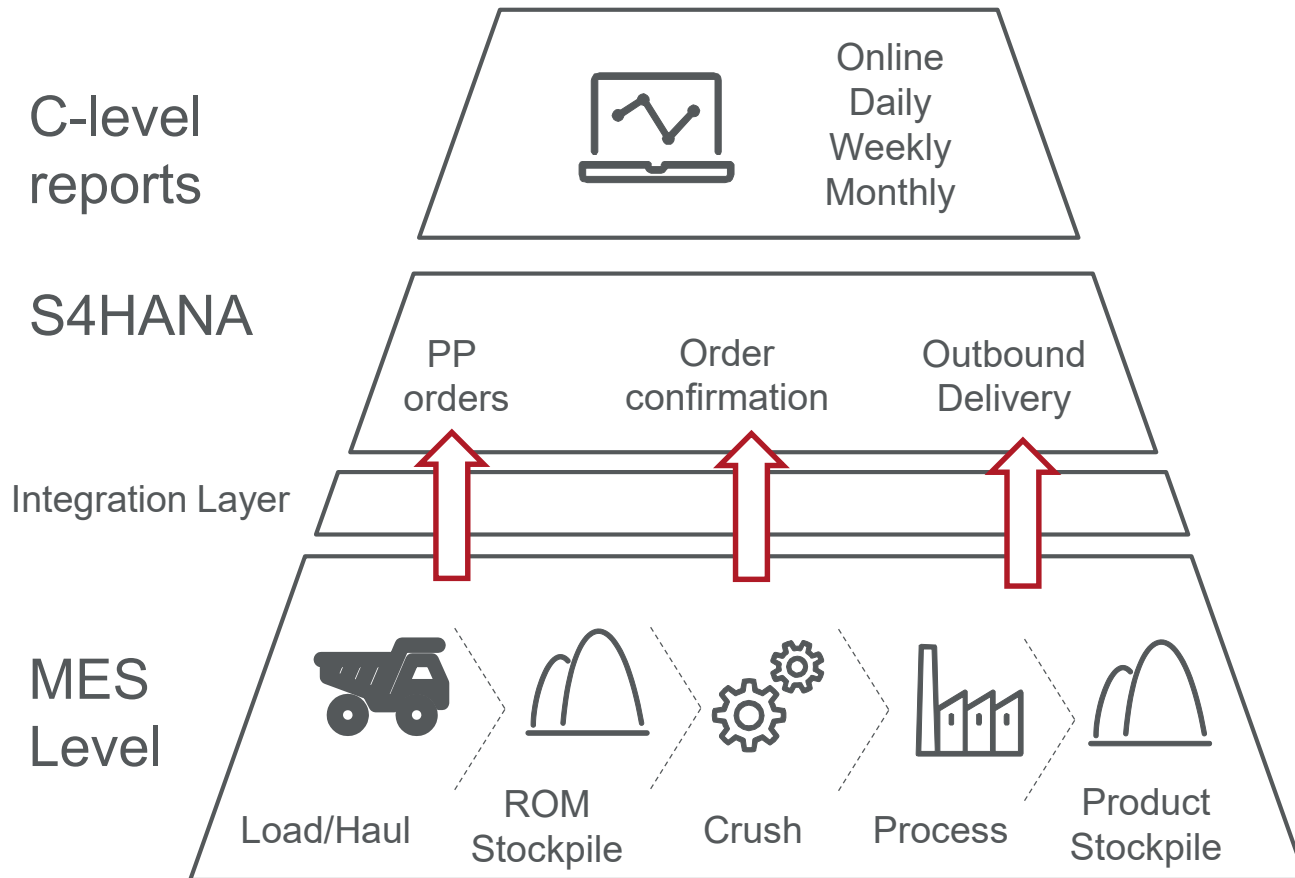 C-level
reports
Online
Daily
Weekly
Monthly
S4HANA
PP
orders
Order
confirmation
Outbound
Delivery
Integration Layer
MES
Level
Load/Haul
ROM
Stockpile
Crush
Process
Product
Stockpile